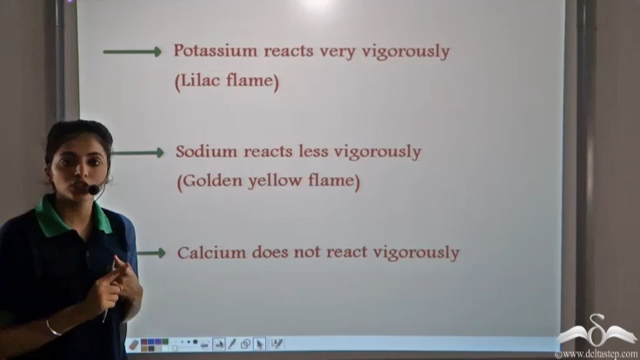 Potassium reacts very vigorously
(Lilac flame)
Sodium reacts less vigorously
(Golden yellow flame)
Calcium does not react vigorously
©www.deltastep.com